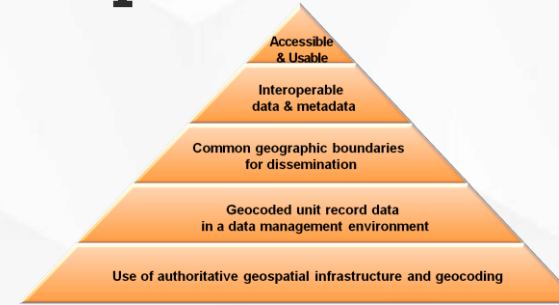 Accessible
& Usable
Interoperable
data & metadata
Common geographic boundaries
for dissemination
Geocoded unit record data
in a data management environment
Use of authoritative geospatial infrastructure and geocoding